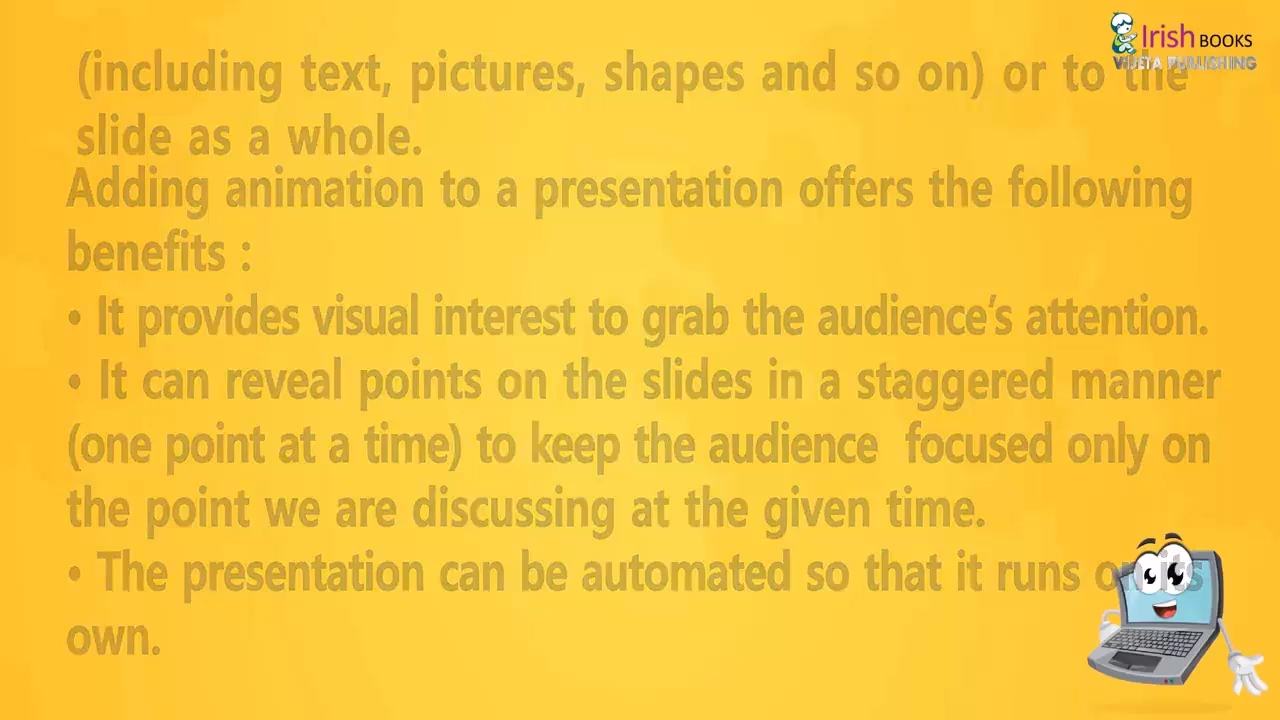 Irish BOOKS
VIJETA PUBLISHING
(including text, pictures, shapes and so on) or to the
slide as a whole.
Adding animation to a presentation offers the following
benefits :
• It provides visual interest to grab the audience’s attention.
• It can reveal points on the slides in a staggered manner
(one point at a time) to keep the audience focused only on
the point we are discussing at the given time.
• The presentation can be automated so that it runs on its
own.